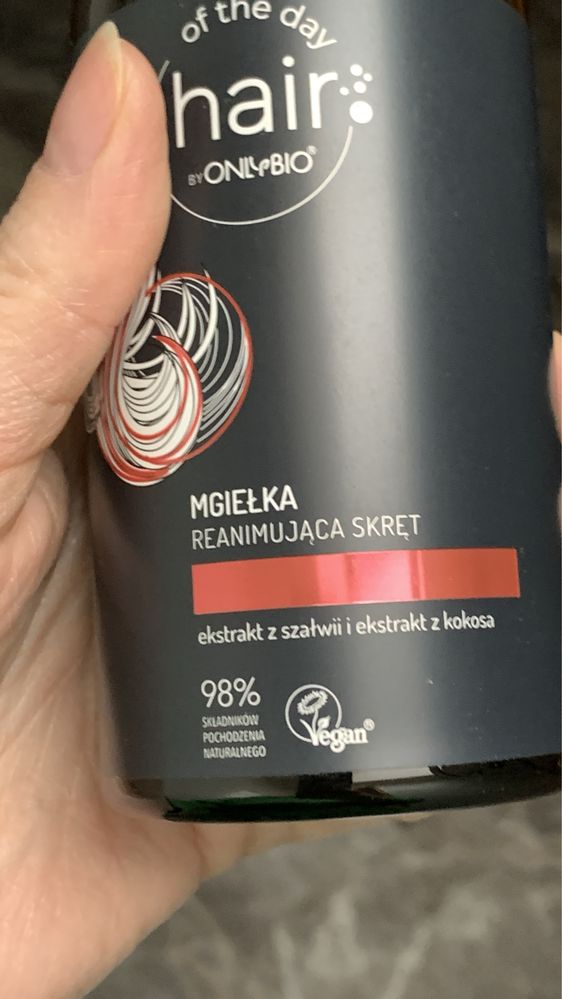 of the day
hair
BY ONLYBIO®
MGIEŁKA
REANIMUJĄCA SKRĘT
ekstrakt z szałwii i ekstrakt z kokosa
98%
SKŁADNIKÓW
POCHODZENIA
NATURALNEGO
Vegan®